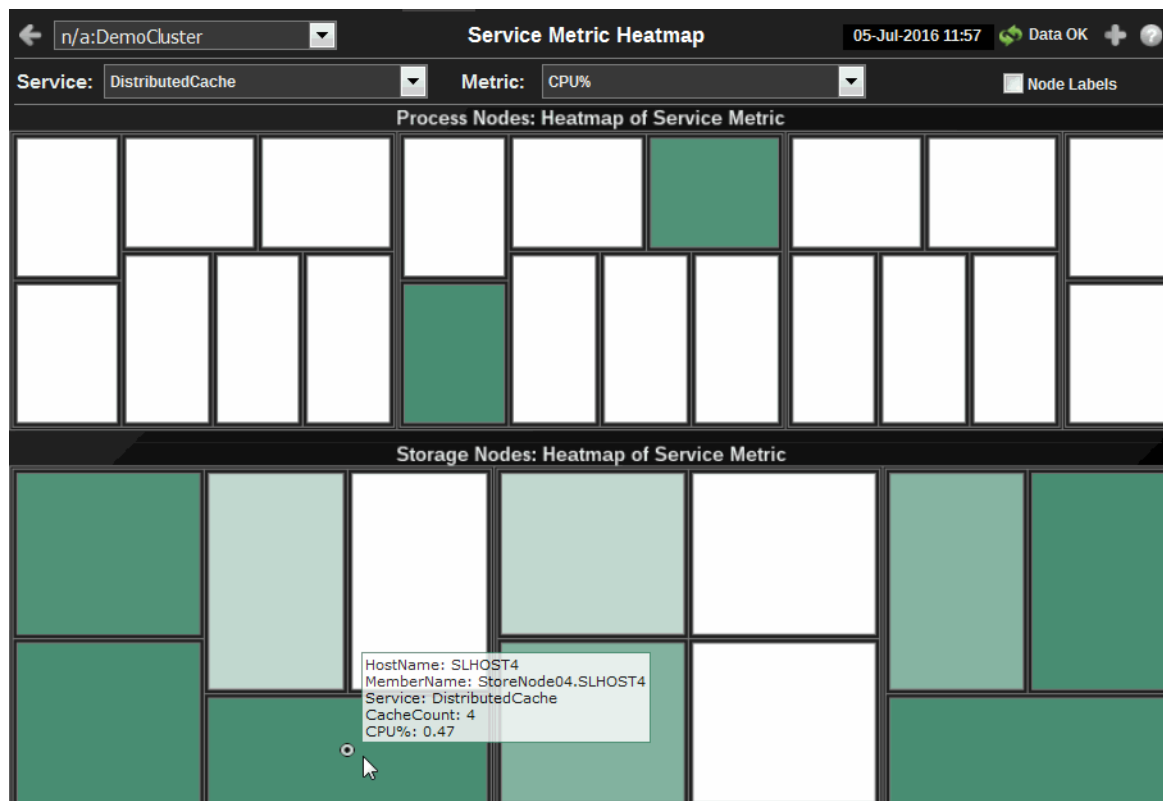 n/a:DemoCluster
Service Metric Heatmap
05-Jul-2016 11:57
Data OK
Service:
DistributedCache
Metric:
CPU%
Node Labels
Process Nodes: Heatmap of Service Metric
Storage Nodes: Heatmap of Service Metric
HostName: SLHOST4
MemberName: StoreNode04.SLHOST4
Service: DistributedCache
CacheCount: 4
CPU%: 0.47